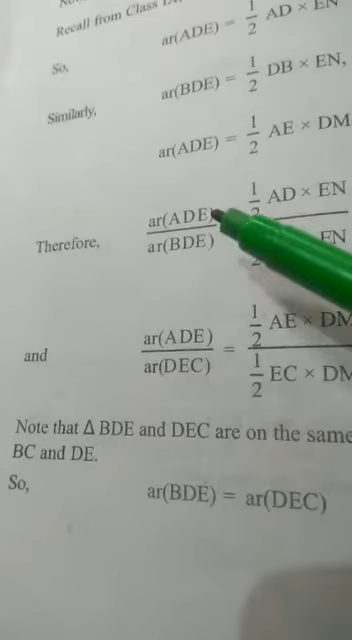 Recall from Class
ar(ADE) = 1/2 AD × EN
So,
ar(BDE) = 1/2 DB × EN,
Similarly,
ar(ADE) = 1/2 AE × DM
Therefore, ar(ADE)/ar(BDE) 1/2 AD × EN / EN
and ar(ADE)/ar(DEC) = 1/2 AE × DM / 1/2 EC × DM
Note that Δ BDE and DEC are on the same
BC and DE.
So,
ar(BDE) = ar(DEC)